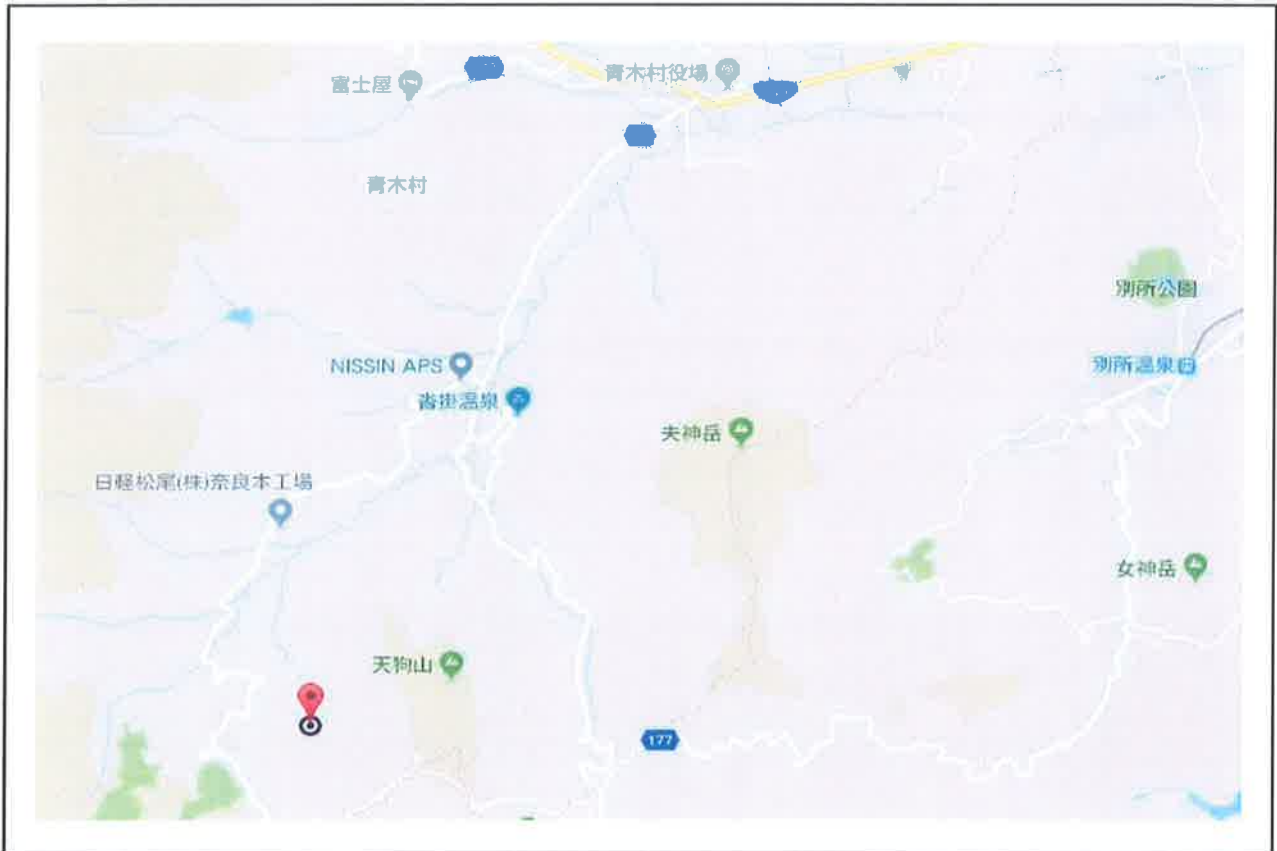 富士屋
青木村役場
青木村
別所公園
NISSIN APS
別所温泉
沓掛温泉
夫神岳
日軽松尾(株)奈良本工場
女神岳
天狗山
177